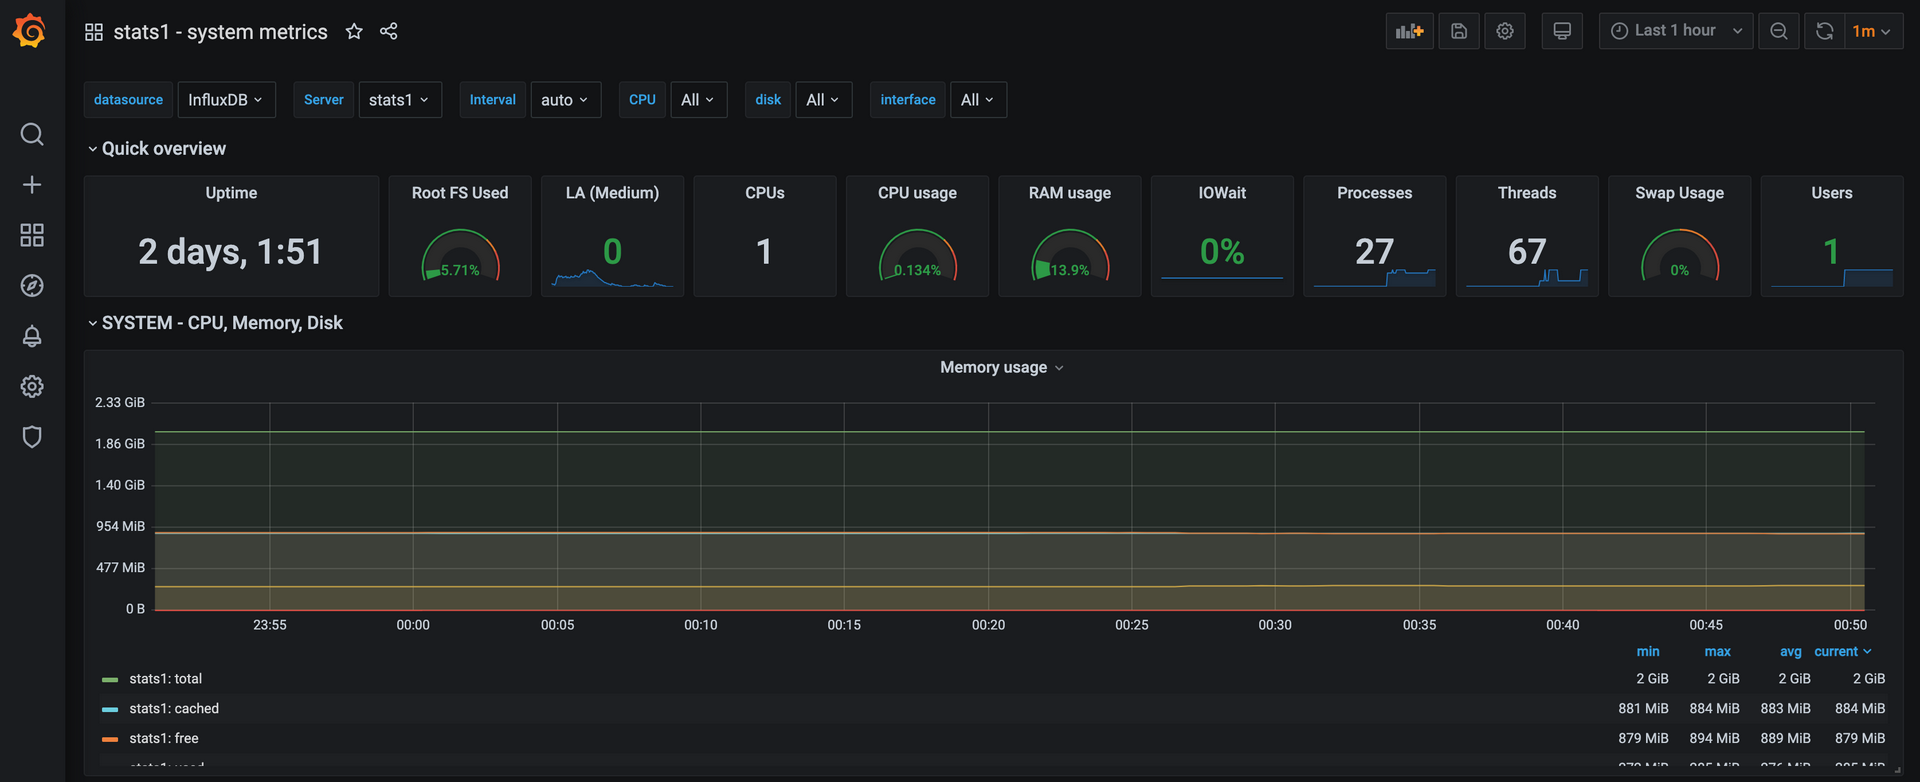 stats1 - system metrics
Last 1 hour
1m
datasource InfluxDB Server stats1 Interval auto CPU All disk All interface All
Quick overview
Uptime Root FS Used LA (Medium) CPUs CPU usage RAM usage IOWait Processes Threads Swap Usage Users
2 days, 1:51 5.71% 0 1 0.134% 13.9% 0% 27 67 0% 1
SYSTEM - CPU, Memory, Disk
Memory usage
2.33 GiB
1.86 GiB
1.40 GiB
954 MiB
477 MiB
0 B
23:55 00:00 00:05 00:10 00:15 00:20 00:25 00:30 00:35 00:40 00:45 00:50
min max avg current
stats1: total 2 GiB 2 GiB 2 GiB 2 GiB
stats1: cached 881 MiB 884 MiB 883 MiB 884 MiB
stats1: free 879 MiB 894 MiB 889 MiB 879 MiB